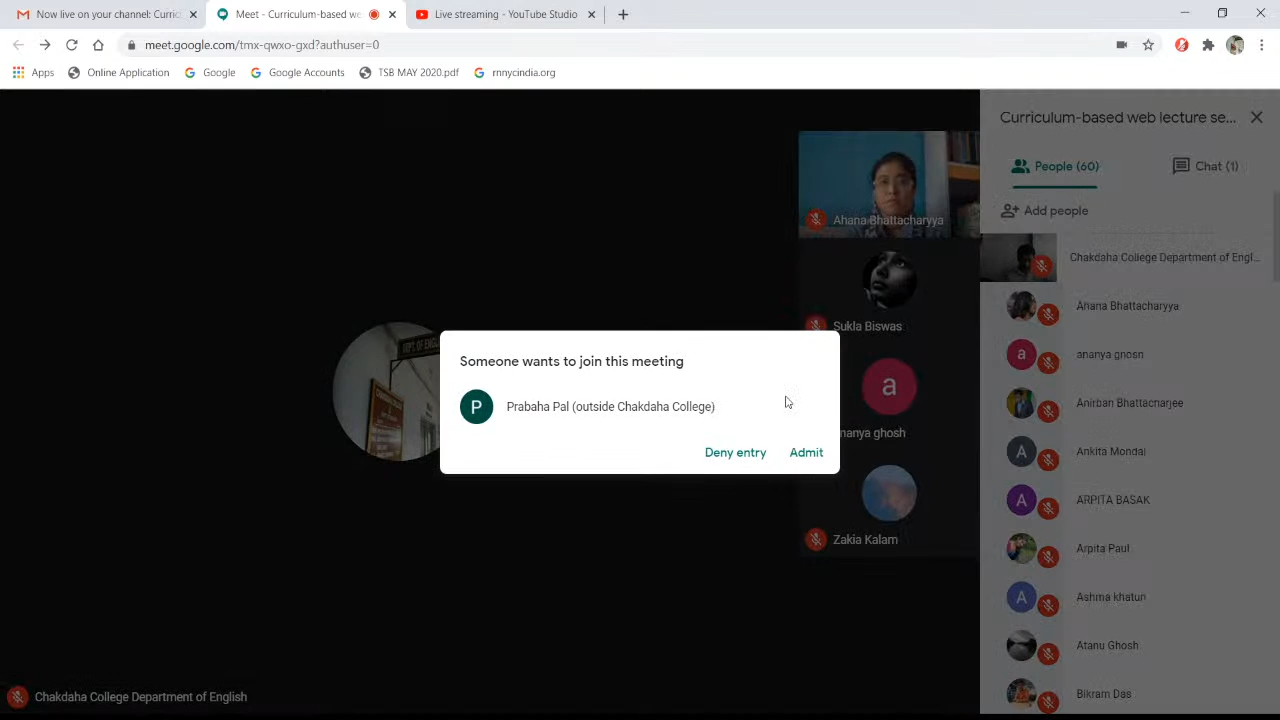 Now live on your channel: Curric
Meet - Curriculum-based we
Live streaming - YouTube Studio
meet.google.com/tmx-qwxo-gxd?authuser=0
Apps
Online Application
Google
Google Accounts
TSB MAY 2020.pdf
rnnycindia.org
Curriculum-based web lecture se...
People (60)
Chat (1)
Add people
Ahana Bhattacharyya
Sukla Biswas
a
nanya ghosh
Zakia Kalam
DEPT. OF
Someone wants to join this meeting
P
Prabaha Pal (outside Chakdaha College)
Deny entry
Admit
Chakdaha College Department of Engl...
Ahana Bhattacharyya
a
ananya ghosh
Anirban Bhattacharjee
A
Ankita Mondal
A
ARPITA BASAK
Arpita Paul
A
Ashma khatun
Atanu Ghosh
Bikram Das
Chakdaha College Department of English